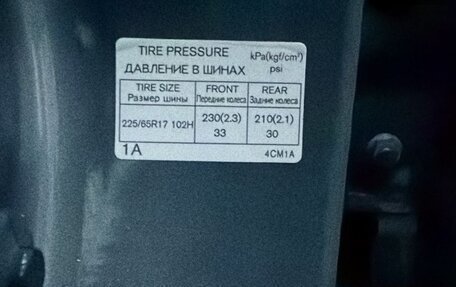 TIRE PRESSURE kPa(kgf/cm²)
ДАВЛЕНИЕ В ШИНАХ psi
TIRE SIZE FRONT REAR
Размер шины Передние колеса Задние колеса
225/65R17 102H 230(2.3) 210(2.1)
33 30
1A 4CM1A